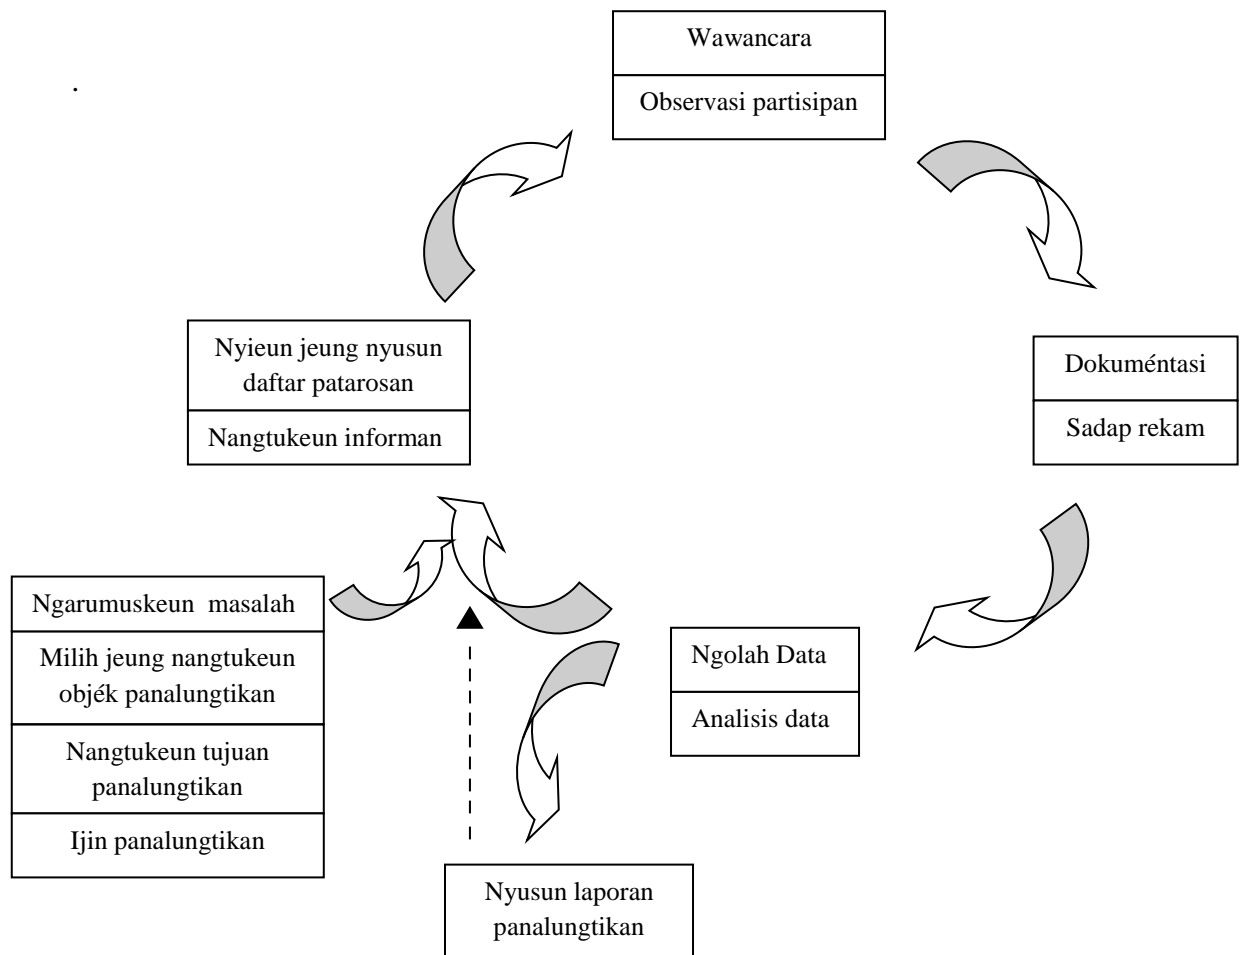 Wawancara
Observasi partisipan
.
Nyieun jeung nyusun
daftar patarosan
Nangtukeun informan
Dokuméntasi
Sadap rekam
Ngarumuskeun masalah
Milih jeung nangtukeun
objék panalungtikan
Nangtukeun tujuan
panalungtikan
Ijin panalungtikan
Ngolah Data
Analisis data
Nyusun laporan
panalungtikan